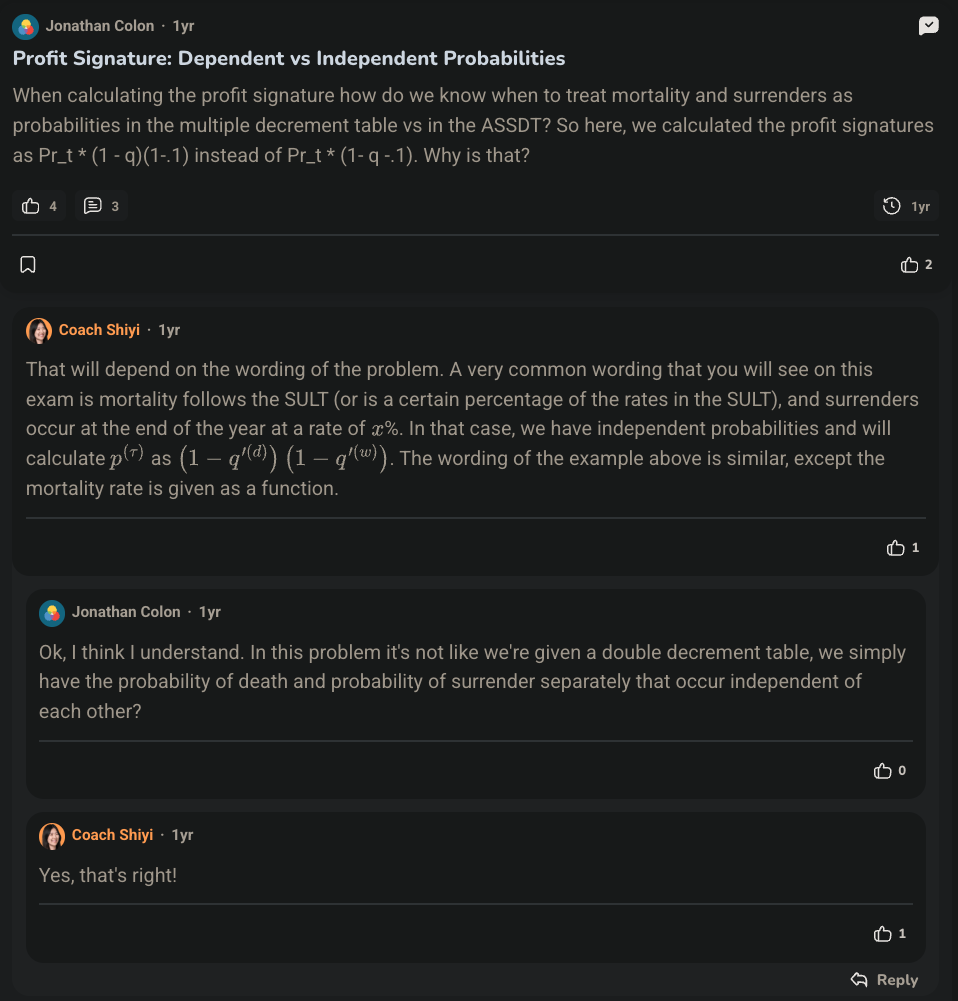 Jonathan Colon · 1yr
Profit Signature: Dependent vs Independent Probabilities
When calculating the profit signature how do we know when to treat mortality and surrenders as
probabilities in the multiple decrement table vs in the ASSDT? So here, we calculated the profit signatures
as Pr_t * (1 - q)(1-.1) instead of Pr_t * (1- q -.1). Why is that?
4 3 1yr
2
Coach Shiyi · 1yr
That will depend on the wording of the problem. A very common wording that you will see on this
exam is mortality follows the SULT (or is a certain percentage of the rates in the SULT), and surrenders
occur at the end of the year at a rate of x%. In that case, we have independent probabilities and will
calculate p^(τ) as (1 − q′^(d)) (1 − q′^(w)). The wording of the example above is similar, except the
mortality rate is given as a function.
1
Jonathan Colon · 1yr
Ok, I think I understand. In this problem it's not like we're given a double decrement table, we simply
have the probability of death and probability of surrender separately that occur independent of
each other?
0
Coach Shiyi · 1yr
Yes, that's right!
1
Reply